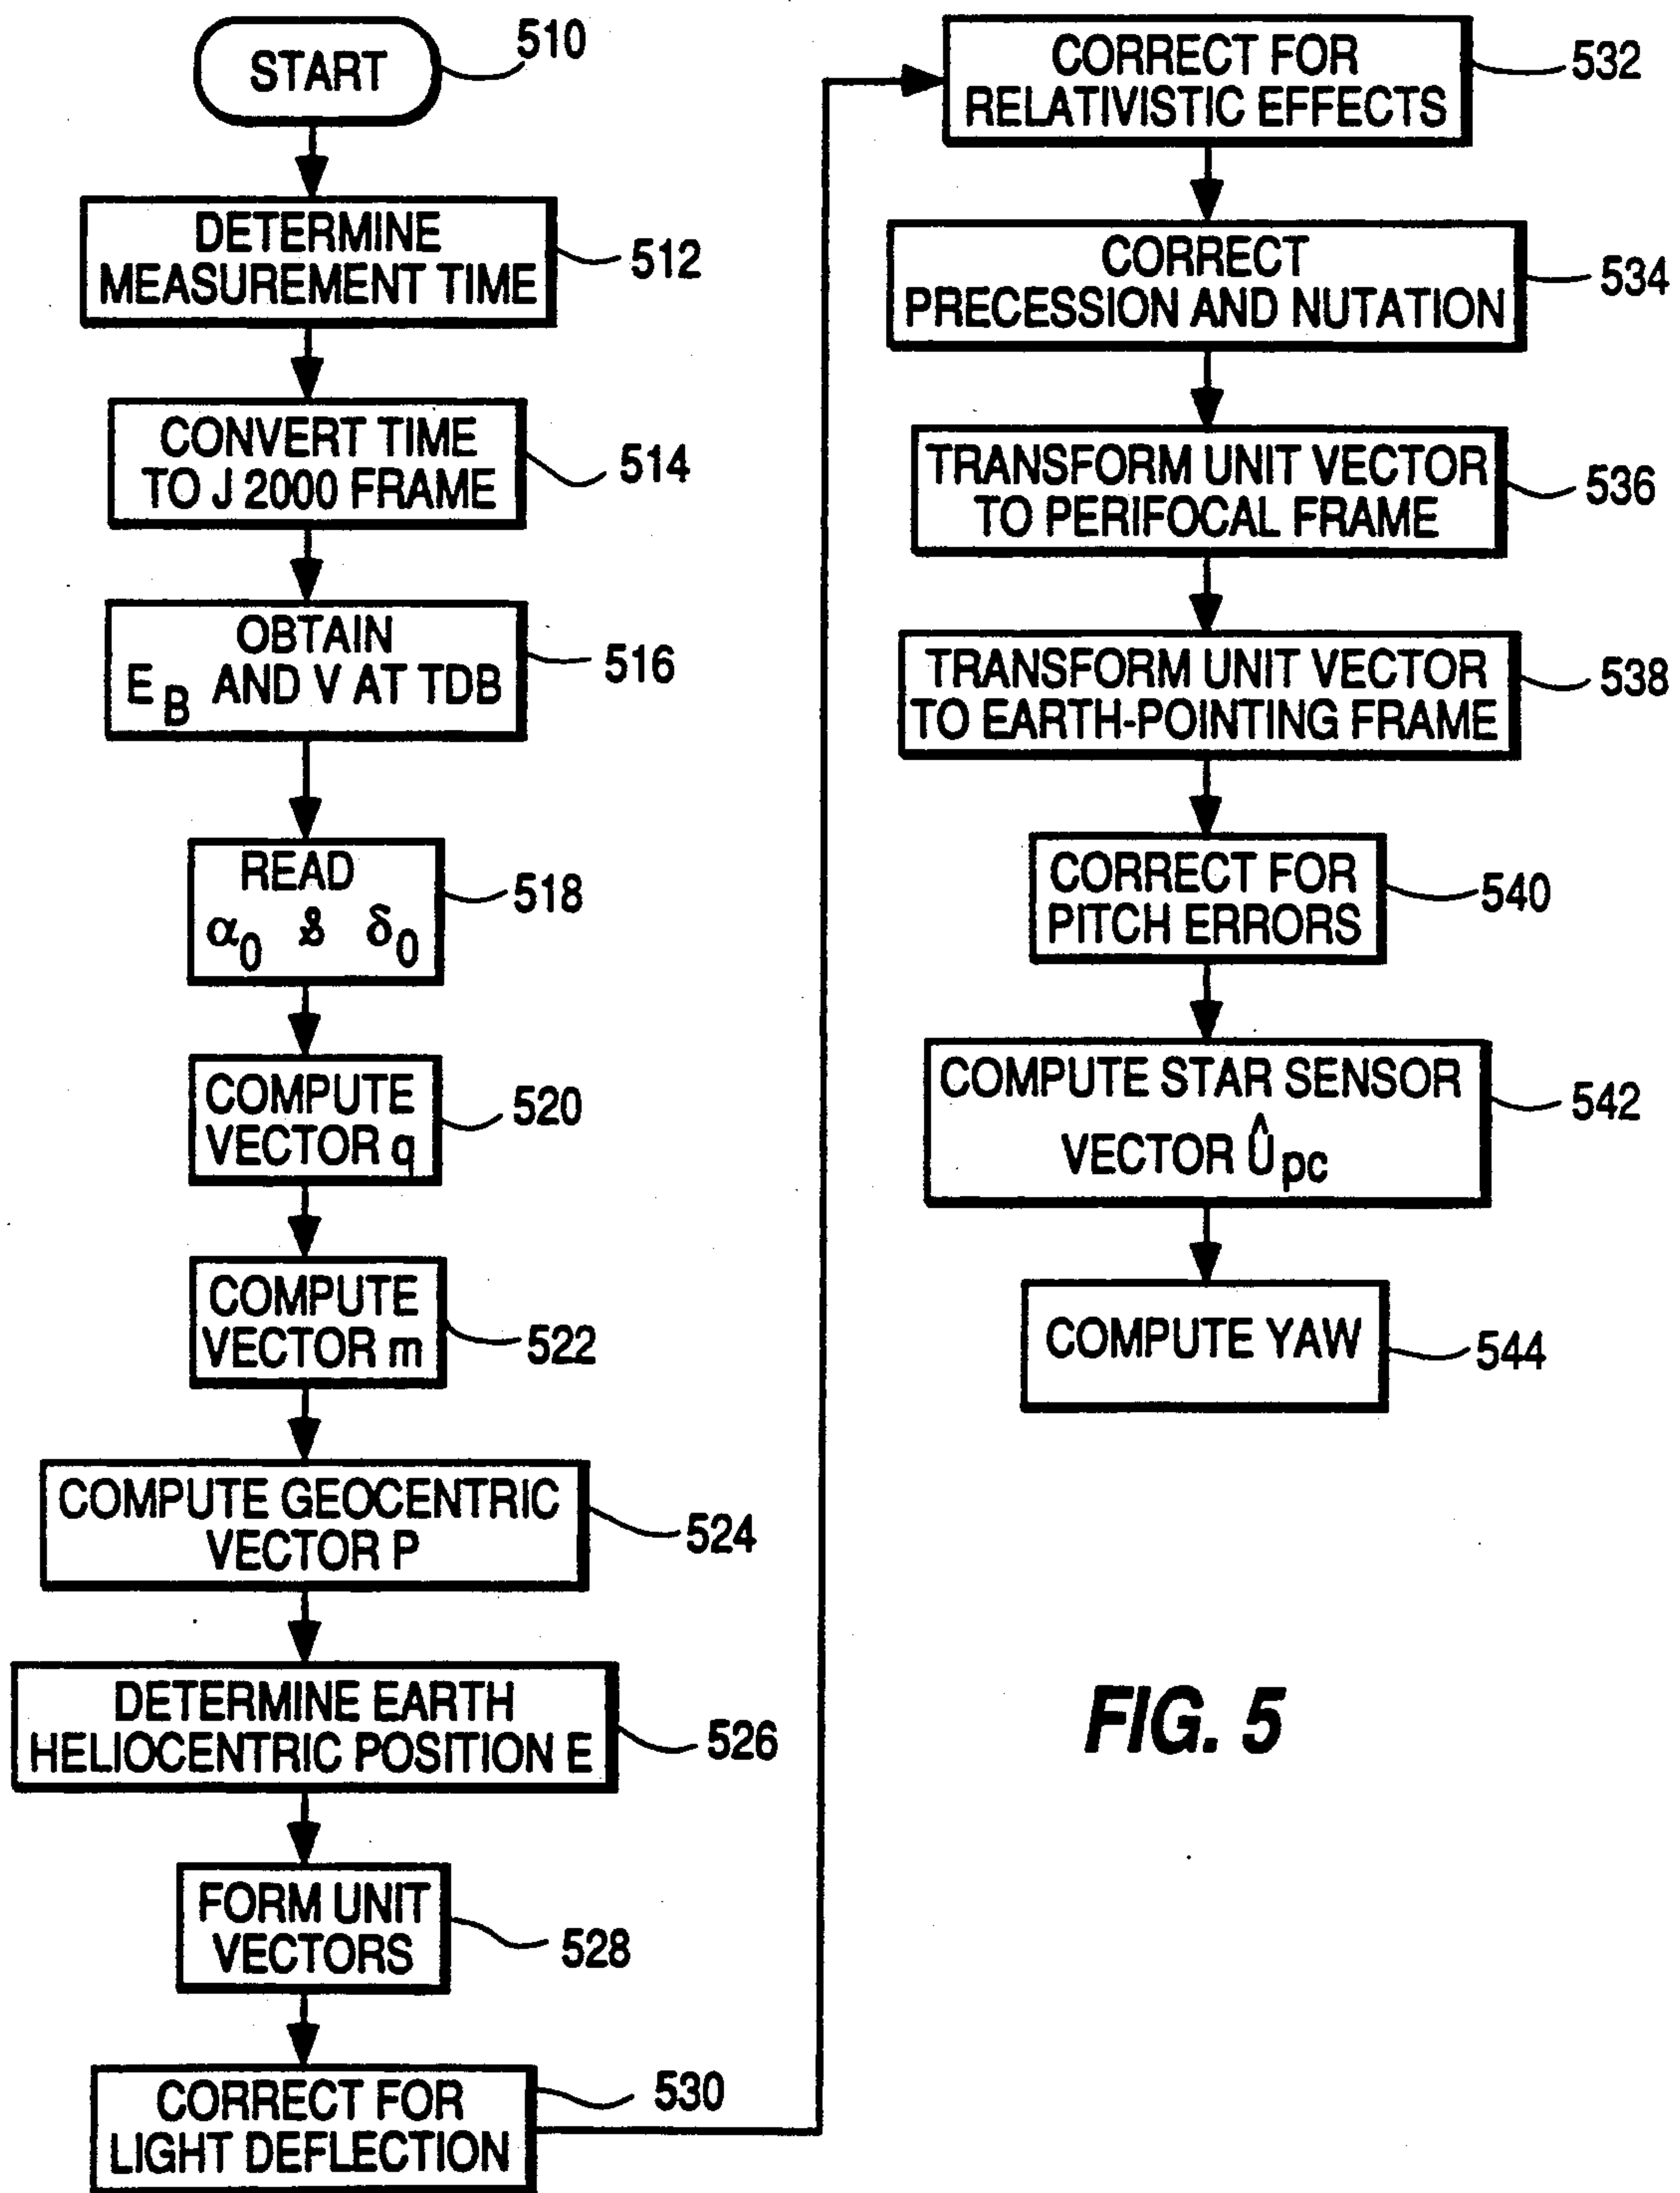 START
510
DETERMINE
MEASUREMENT TIME
512
CONVERT TIME
TO J 2000 FRAME
514
OBTAIN
E B AND V AT TDB
516
READ
α0 & δ0
518
COMPUTE
VECTOR q
520
COMPUTE
VECTOR m
522
COMPUTE GEOCENTRIC
VECTOR P
524
DETERMINE EARTH
HELIOCENTRIC POSITION E
526
FORM UNIT
VECTORS
528
CORRECT FOR
LIGHT DEFLECTION
530
CORRECT FOR
RELATIVISTIC EFFECTS
532
CORRECT
PRECESSION AND NUTATION
534
TRANSFORM UNIT VECTOR
TO PERIFOCAL FRAME
536
TRANSFORM UNIT VECTOR
TO EARTH-POINTING FRAME
538
CORRECT FOR
PITCH ERRORS
540
COMPUTE STAR SENSOR
VECTOR Ûpc
542
COMPUTE YAW
544
FIG. 5